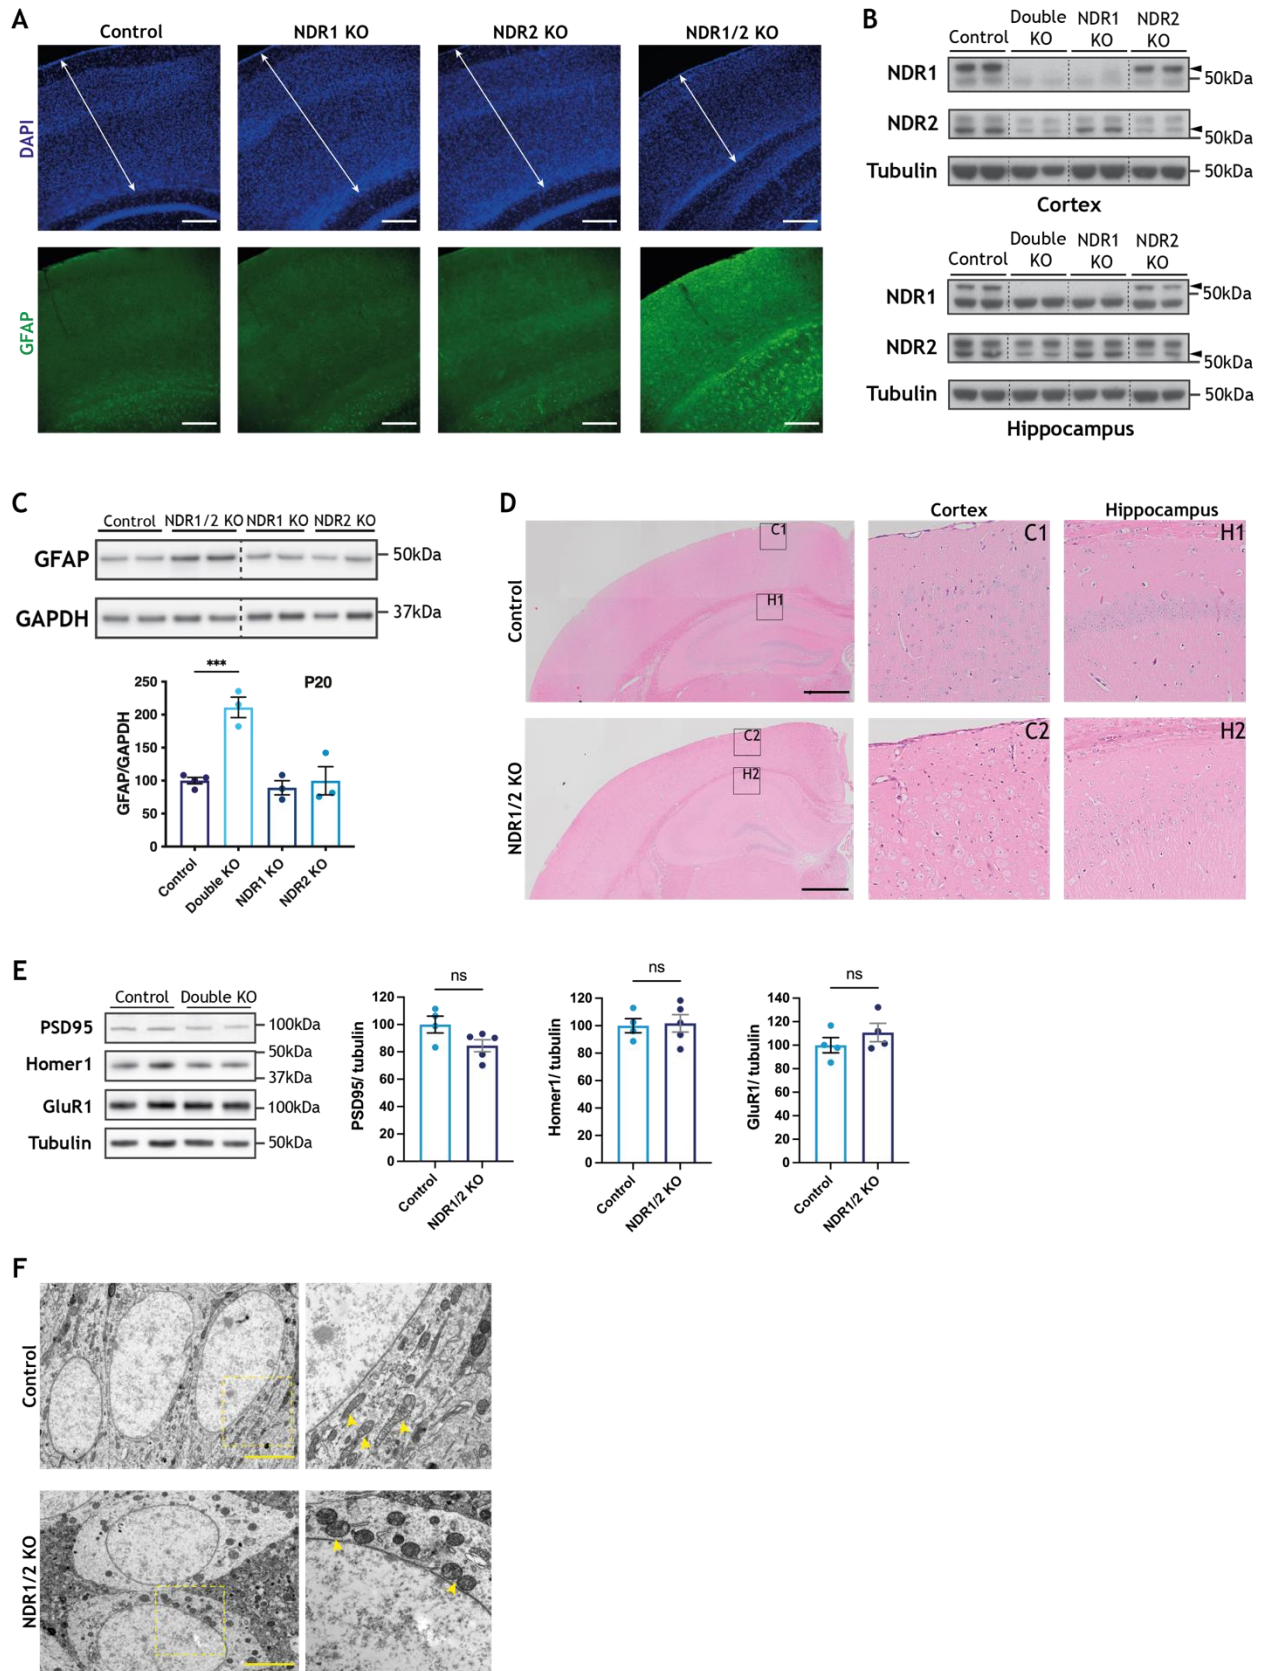 A
Control
NDR1 KO
NDR2 KO
NDR1/2 KO
DAPI
GFAP
B
Control
Double KO
NDR1 KO
NDR2 KO
NDR1
50kDa
NDR2
50kDa
Tubulin
50kDa
Cortex
Control
Double KO
NDR1 KO
NDR2 KO
NDR1
50kDa
NDR2
50kDa
Tubulin
50kDa
Hippocampus
C
Control
NDR1/2 KO
NDR1 KO
NDR2 KO
GFAP
50kDa
GAPDH
37kDa
***
P20
250
200
150
100
50
0
GFAP/GAPDH
Control
Double KO
NDR1 KO
NDR2 KO
D
Cortex
Hippocampus
Control
C1
H1
C1
H1
NDR1/2 KO
C2
H2
C2
H2
E
Control
Double KO
PSD95
100kDa
Homer1
50kDa
37kDa
GluR1
100kDa
Tubulin
50kDa
ns
120
100
80
60
40
20
0
PSD95/ tubulin
Control
NDR1/2 KO
ns
120
100
80
60
40
20
0
Homer1/ tubulin
Control
NDR1/2 KO
ns
140
120
100
80
60
40
20
0
GluR1/ tubulin
Control
NDR1/2 KO
F
Control
NDR1/2 KO